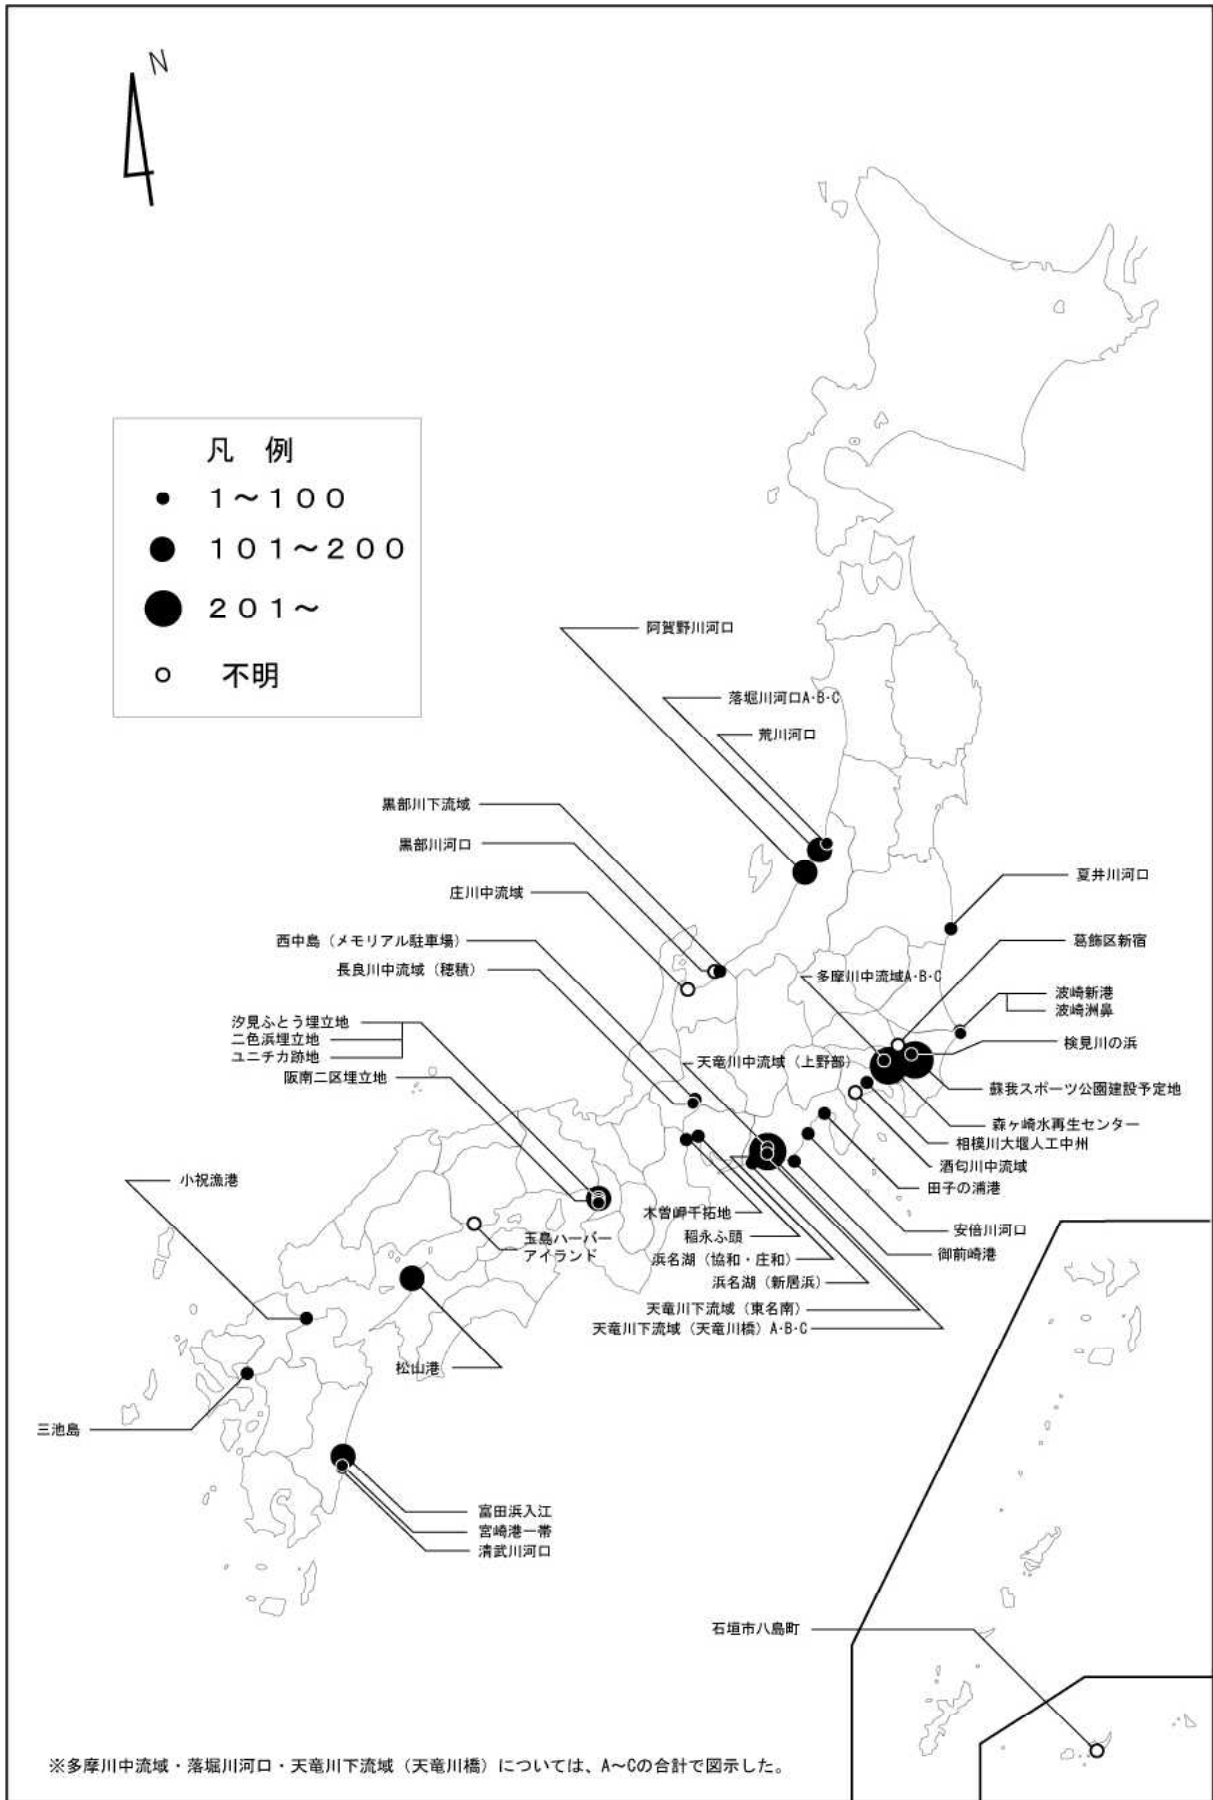 N
凡 例
1～100
101～200
201～
不明
阿賀野川河口
落堀川河口A・B・C
荒川河口
黒部川下流域
黒部川河口
庄川中流域
西中島（メモリアル駐車場）
長良川中流域（穂積）
汐見ふとう埋立地
二色浜埋立地
ユニチカ跡地
阪南二区埋立地
夏井川河口
葛飾区新宿
多摩川中流域A・B・C
波崎新港
波崎洲鼻
検見川の浜
天竜川中流域（上野部）
蘇我スポーツ公園建設予定地
森ヶ崎水再生センター
相模川大堰人工中州
酒匂川中流域
田子の浦港
安倍川河口
御前崎港
小祝漁港
木曽岬干拓地
稲永ふ頭
玉島ハーバー
アイランド
浜名湖（協和・庄和）
浜名湖（新居浜）
天竜川下流域（東名南）
天竜川下流域（天竜川橋）A・B・C
松山港
三池島
富田浜入江
宮崎港一帯
清武川河口
石垣市八島町
※多摩川中流域・落堀川河口・天竜川下流域（天竜川橋）については、A～Cの合計で図示した。